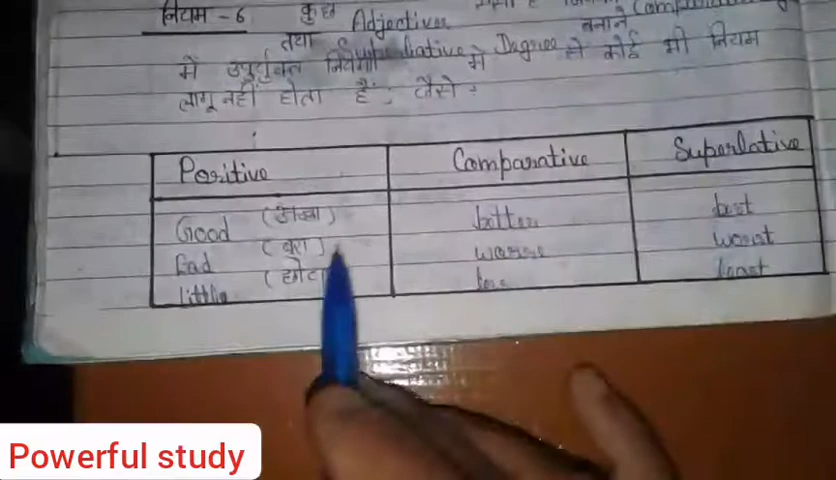 नियम - 6 कुछ Adjectives
तथा Superlative Degree बनाने
में उपर्युक्त नियमों में से कोई भी नियम
लागू नहीं होता है; जैसे -
Positive Comparative Superlative
Good (अच्छा) better best
Bad (बुरा) worse worst
little (छोटा) less least
Powerful study